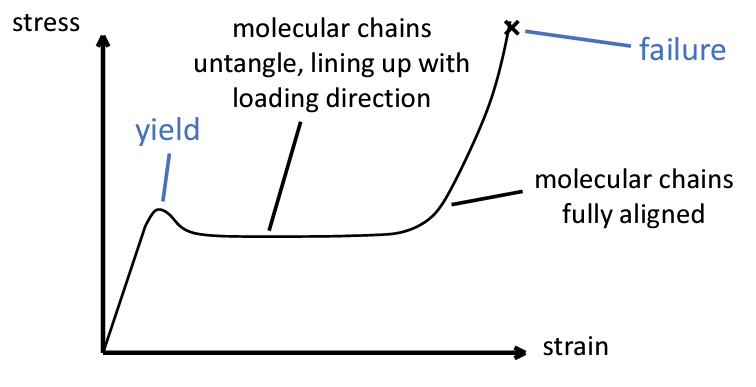 stress
molecular chains
untangle, lining up with
loading direction
failure
yield
molecular chains
fully aligned
strain